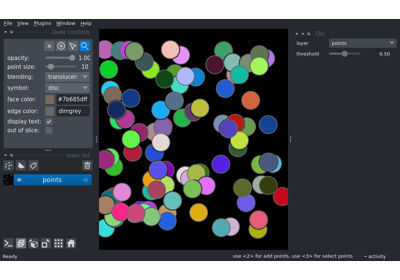 File View Plugins Window Help
layer controls
opacity: 1.00
point size: 10
blending: translucen
symbol: disc
face color: #7b685dff
edge color: dimgrey
display text:
out of slice:
layer list
points
layer points
threshold 0.50
Ready use <2> for add points, use <3> for select points activity